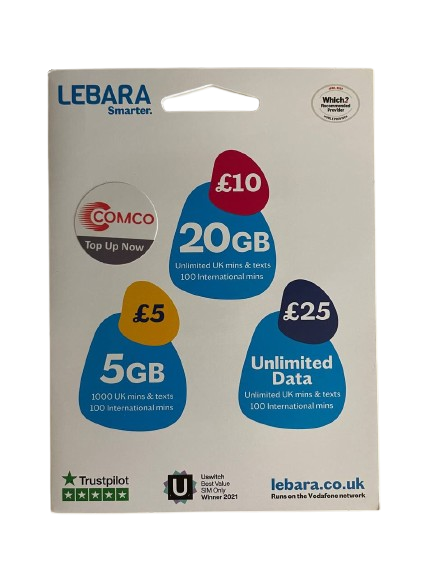 LEBARA
Smarter.
Which?
Recommended
Provider
£10
20GB
Unlimited UK mins & texts
100 International mins
COMCO
Top Up Now
£5
5GB
1000 UK mins & texts
100 International mins
£25
Unlimited
Data
Unlimited UK mins & texts
100 International mins
Trustpilot
U
Uswitch
Best Value
SIM Only
Winner 2021
lebara.co.uk
Runs on the Vodafone network